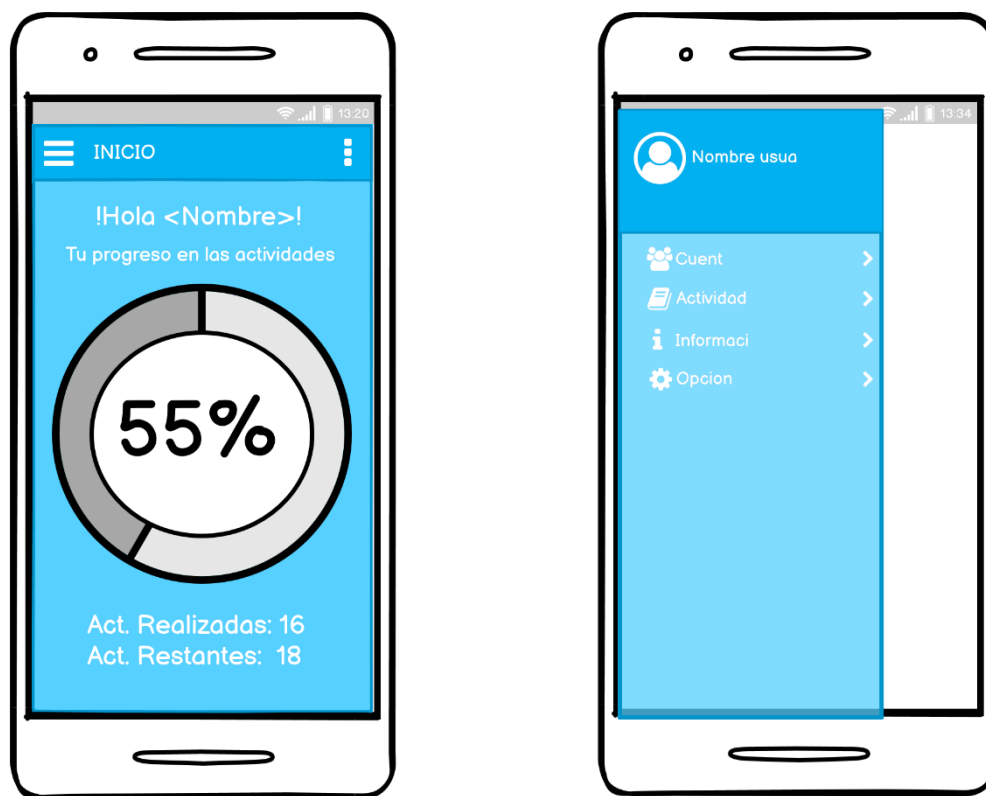 13:20
INICIO
!Hola <Nombre>!
Tu progreso en las actividades
55%
Act. Realizadas: 16
Act. Restantes: 18
13:34
Nombre usua
Cuent
Actividad
Informaci
Opcion